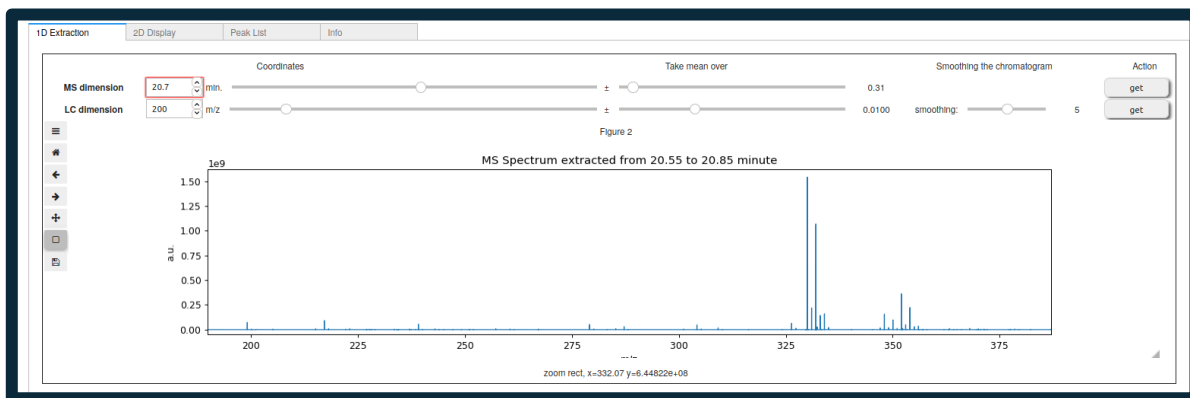 1D Extraction 2D Display Peak List Info
Coordinates Take mean over Smoothing the chromatogram Action
MS dimension 20.7 min. ± 0.31 get
LC dimension 200 m/z ± 0.0100 smoothing: 5 get
Figure 2
MS Spectrum extracted from 20.55 to 20.85 minute
1e9
1.50
1.25
1.00
0.75
0.50
0.25
0.00
a.u.
200 225 250 275 300 325 350 375
zoom rect, x=332.07 y=6.44822e+08